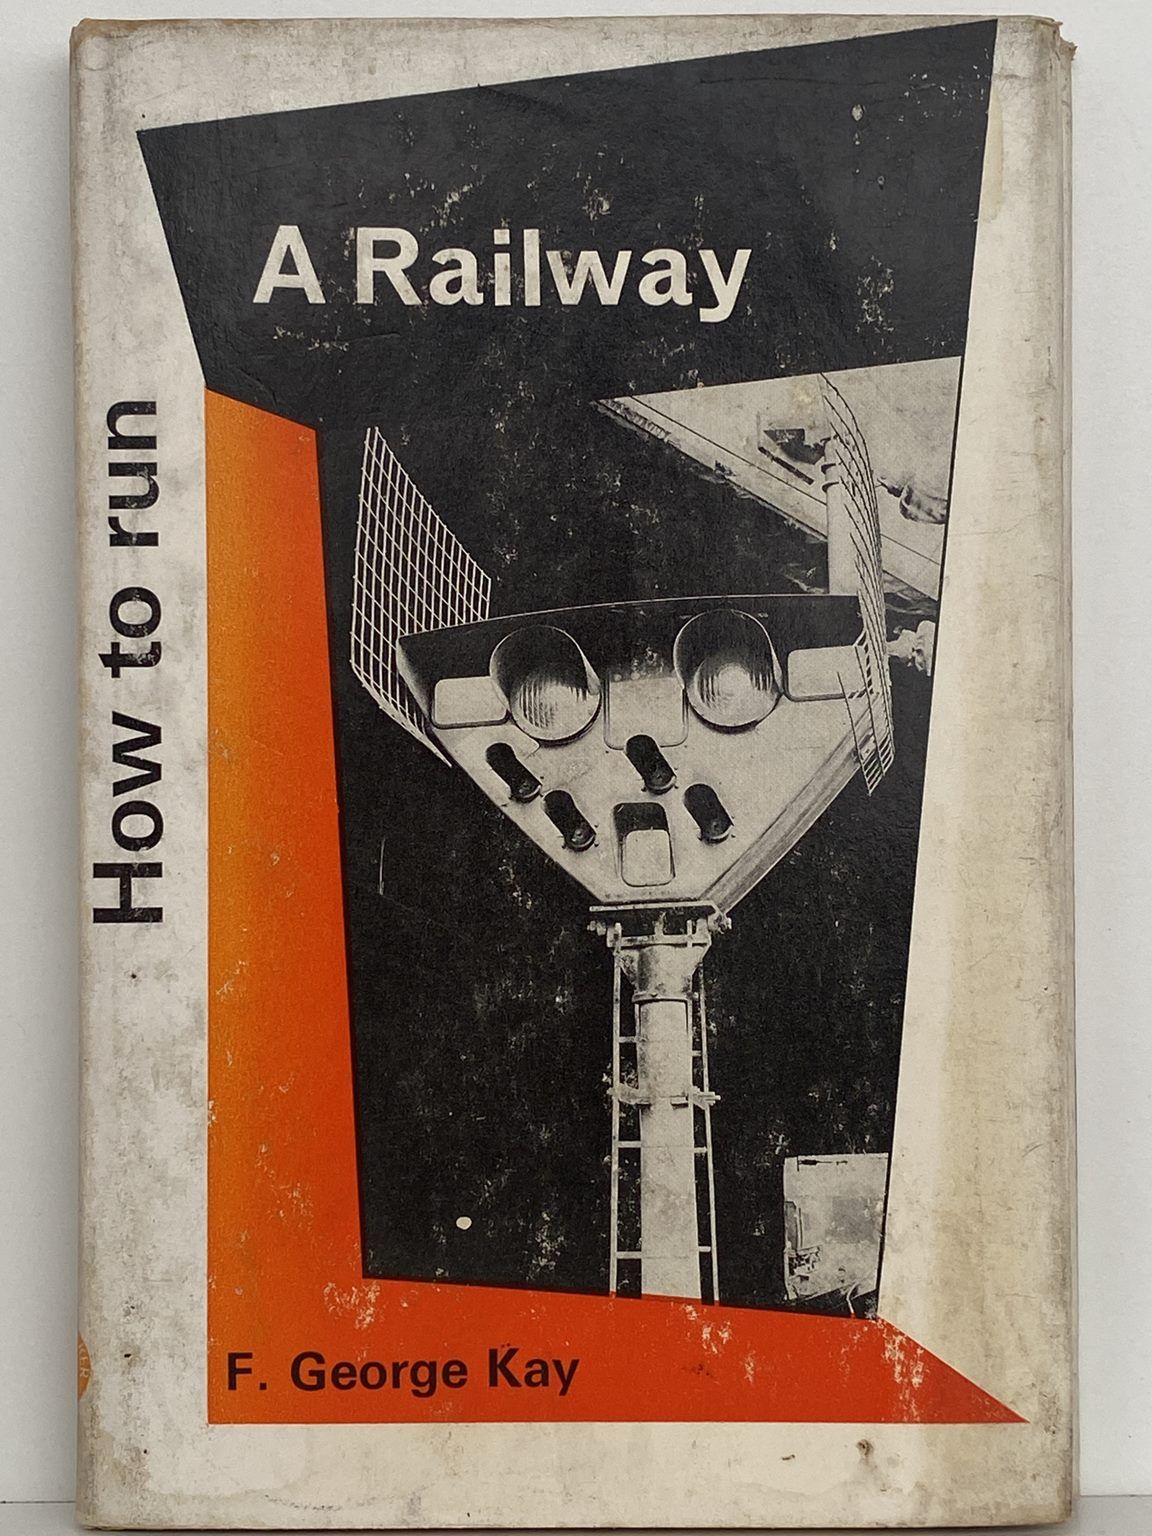 How to run
A Railway
F. George Kay